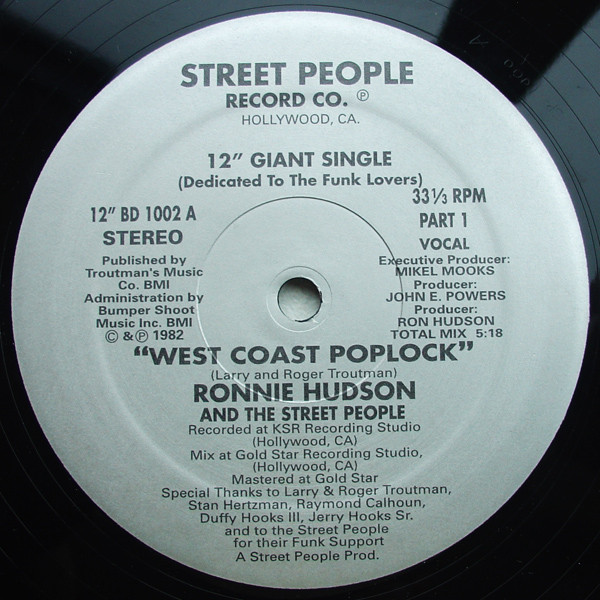 STREET PEOPLE
RECORD CO. ℗
HOLLYWOOD, CA.
12" GIANT SINGLE
(Dedicated To The Funk Lovers)
12" BD 1002 A
STEREO
Published by
Troutman's Music
Co. BMI
Administration by
Bumper Shoot
Music Inc. BMI
© & ℗ 1982
33 1/3 RPM
PART 1
VOCAL
Executive Producer:
MIKEL MOOKS
Producer:
JOHN E. POWERS
Producer:
RON HUDSON
TOTAL MIX 5:18
"WEST COAST POPLOCK"
(Larry and Roger Troutman)
RONNIE HUDSON
AND THE STREET PEOPLE
Recorded at KSR Recording Studio
(Hollywood, CA)
Mix at Gold Star Recording Studio,
(Hollywood, CA)
Mastered at Gold Star
Special Thanks to Larry & Roger Troutman,
Stan Hertzman, Raymond Calhoun,
Duffy Hooks III, Jerry Hooks Sr.
and to the Street People
for their Funk Support
A Street People Prod.